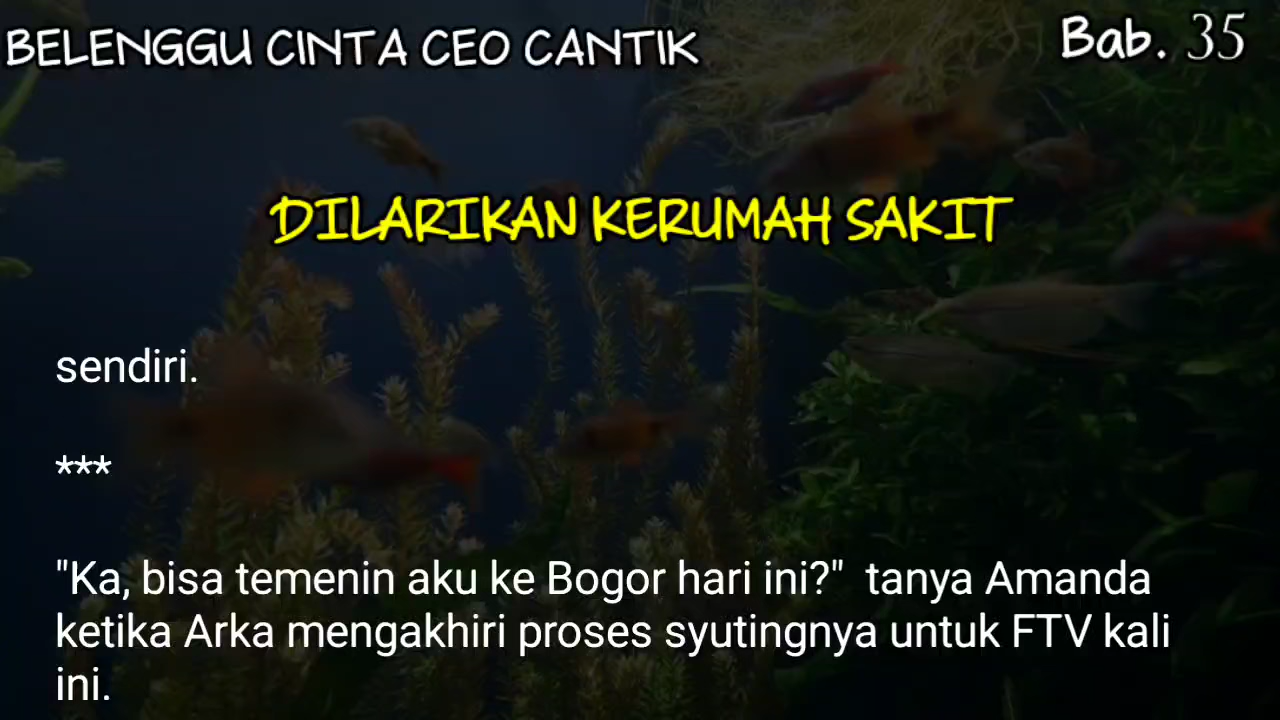 BELENGGU CINTA CEO CANTIK
Bab. 35
DILARIKAN KERUMAH SAKIT
sendiri.
***
"Ka, bisa temenin aku ke Bogor hari ini?"  tanya Amanda
ketika Arka mengakhiri proses syutingnya untuk FTV kali
ini.